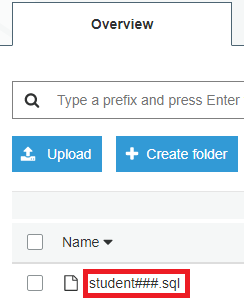 Overview
Type a prefix and press Enter
Upload
Create folder
Name
student###.sql